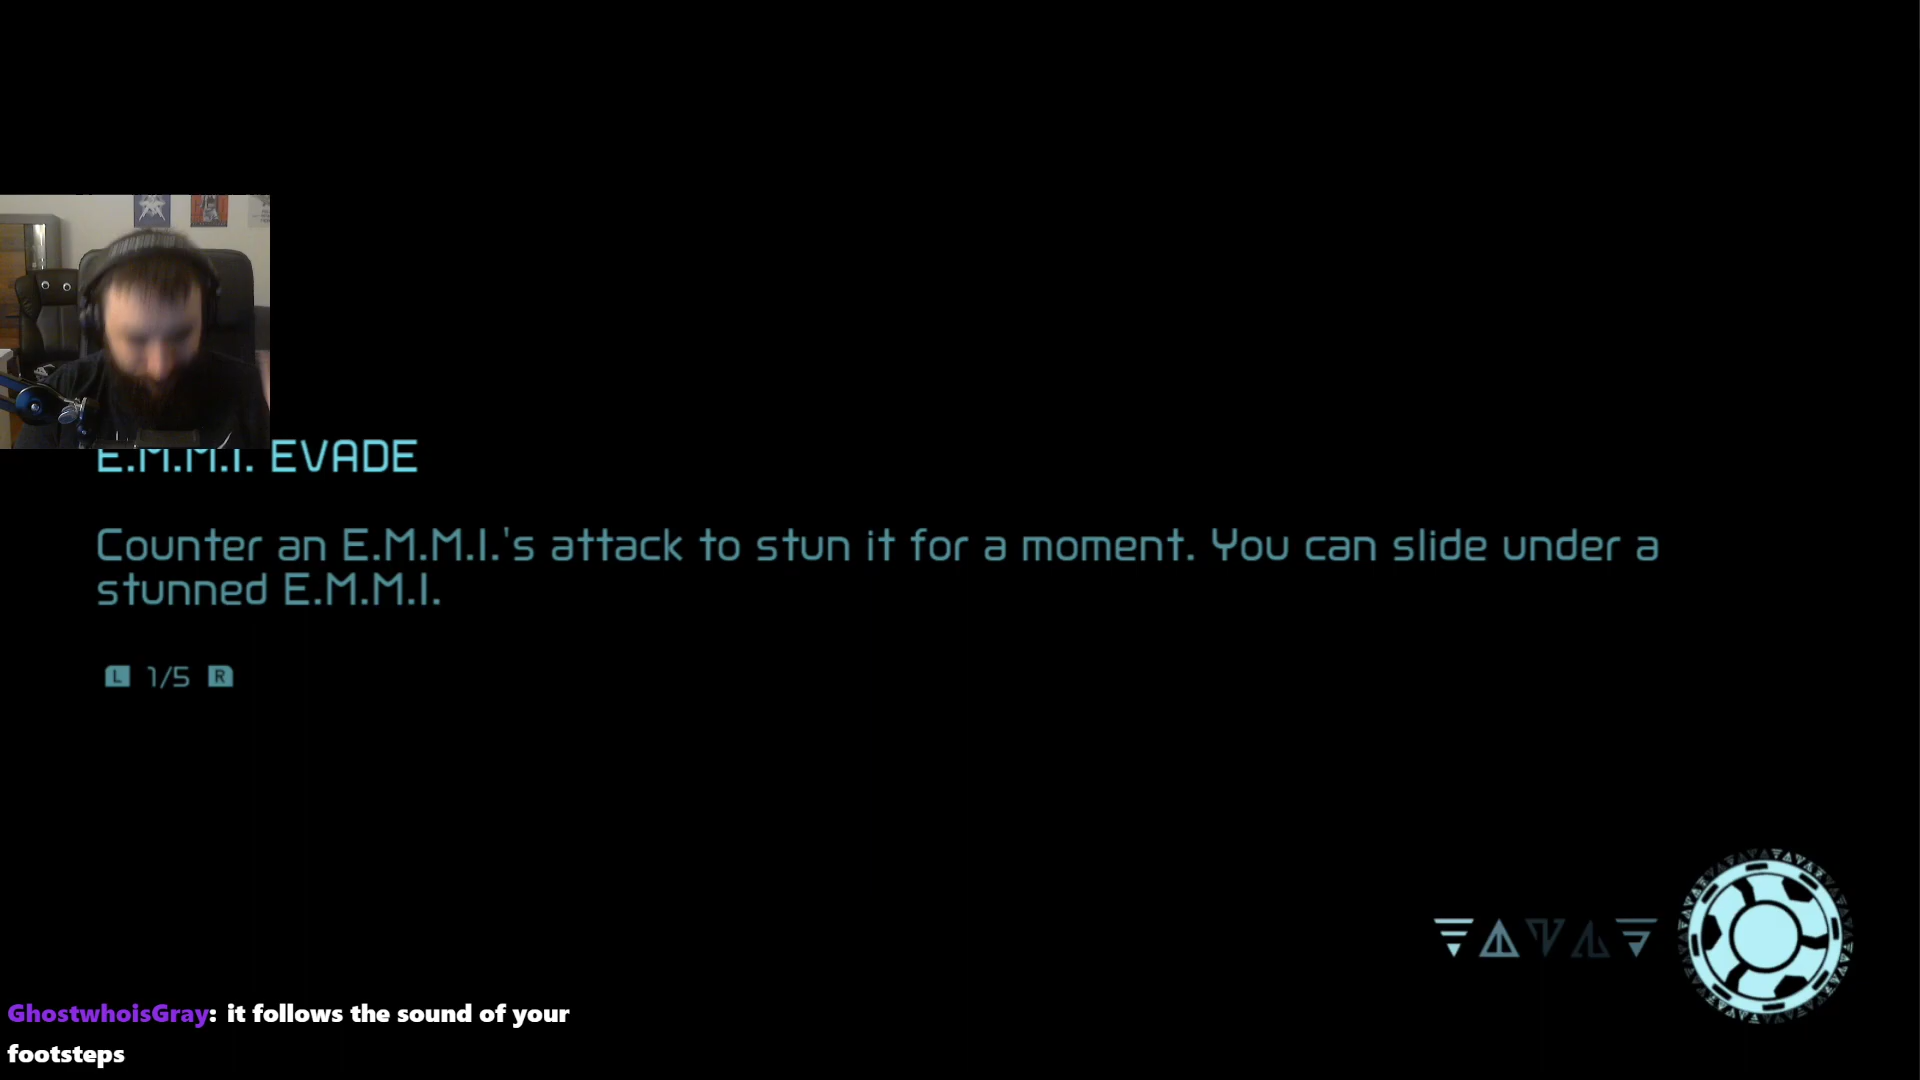 E.M.M.I. EVADE
Counter an E.M.M.I.'s attack to stun it for a moment. You can slide under a
stunned E.M.M.I.
L 1/5 R
GhostwhoisGray: it follows the sound of your
footsteps